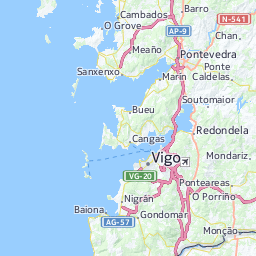 Barro
Cambados
N-541
O Grove
AP-9
Chan
Meaño
Pontevedra
Sanxenxo
Marín
Ponte
Caldelas
Bueu
Soutomaior
Redondela
Cangas
Vigo
Mondariz
VG-20
Ponteareas
Nigrán
O Porriño
Baiona
Gondomar
AG-57
Monção